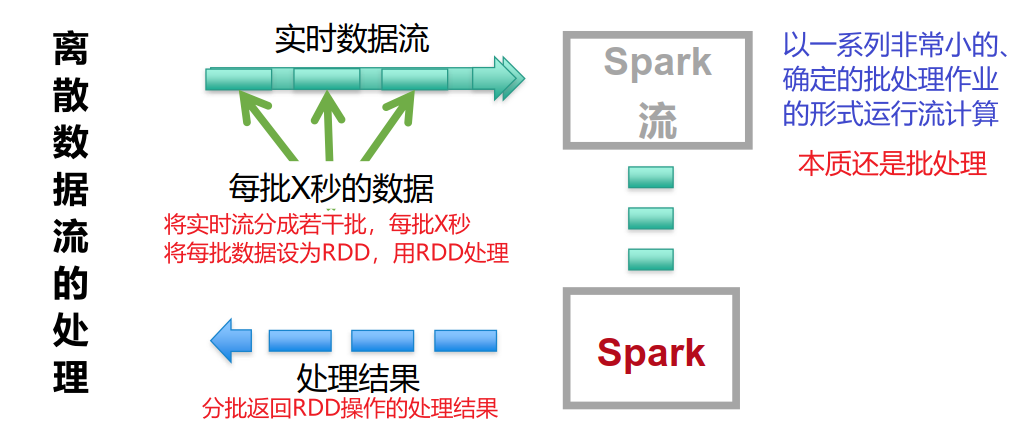 离散数据流的处理
实时数据流
每批X秒的数据
将实时流分成若干批，每批X秒
将每批数据设为RDD，用RDD处理
处理结果
分批返回RDD操作的处理结果
Spark
流
Spark
以一系列非常小的、
确定的批处理作业
的形式运行流计算
本质还是批处理